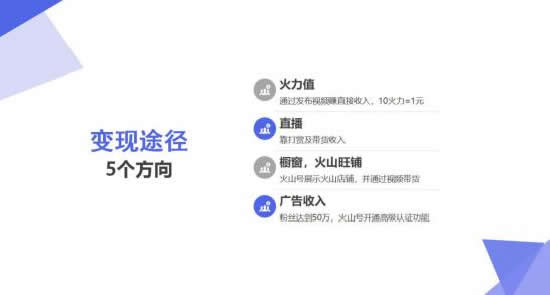 变现途径
5个方向
火力值
通过发布视频赚直接收入，10火力=1元
直播
靠打赏及带货收入
橱窗，火山旺铺
火山号展示火山店铺，并通过视频带货
广告收入
粉丝达到50万，火山号开通高级认证功能